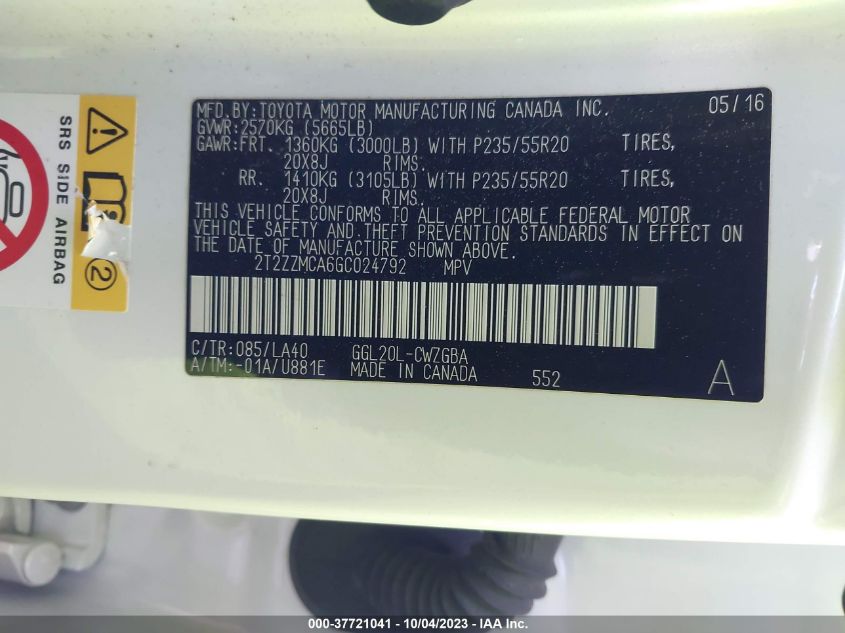 MFD. BY: TOYOTA MOTOR MANUFACTURING CANADA INC. 05/16
GVWR: 2570KG (5665LB)
GAWR: FRT. 1360KG (3000LB) WITH P235/55R20 TIRES,
20X8J RIMS.
RR. 1410KG (3105LB) WITH P235/55R20 TIRES,
20X8J RIMS.
THIS VEHICLE CONFORMS TO ALL APPLICABLE FEDERAL MOTOR
VEHICLE SAFETY AND THEFT PREVENTION STANDARDS IN EFFECT ON
THE DATE OF MANUFACTURE SHOWN ABOVE.
2T2ZZMCA6GC024792 MPV
C/TR: 085/LA40 GGL20L-CWZGBA
A/TM: -01A/U881E MADE IN CANADA 552 A
SRS SIDE AIRBAG
2
000-37721041 - 10/04/2023 - IAA Inc.